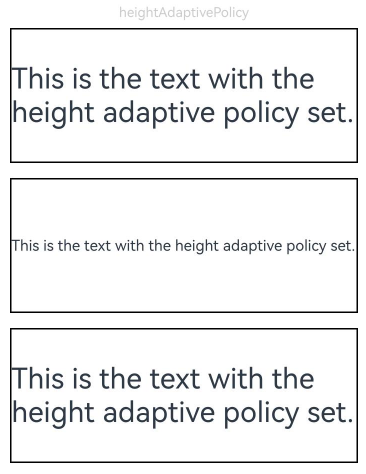 heightAdaptivePolicy
This is the text with the
height adaptive policy set.
This is the text with the height adaptive policy set.
This is the text with the
height adaptive policy set.